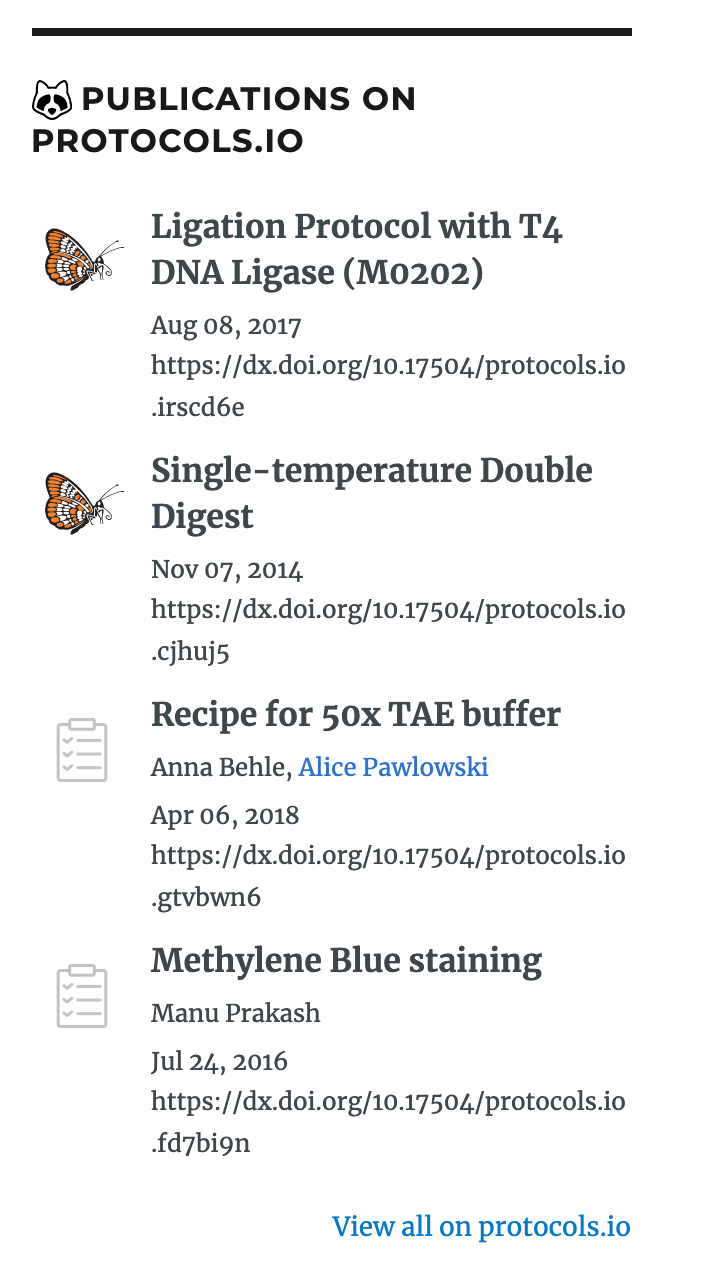 PUBLICATIONS ON
PROTOCOLS.IO
Ligation Protocol with T4
DNA Ligase (M0202)
Aug 08, 2017
https://dx.doi.org/10.17504/protocols.io
.irscd6e
Single-temperature Double
Digest
Nov 07, 2014
https://dx.doi.org/10.17504/protocols.io
.cjhuj5
Recipe for 50x TAE buffer
Anna Behle, Alice Pawlowski
Apr 06, 2018
https://dx.doi.org/10.17504/protocols.io
.gtvbwn6
Methylene Blue staining
Manu Prakash
Jul 24, 2016
https://dx.doi.org/10.17504/protocols.io
.fd7bi9n
View all on protocols.io